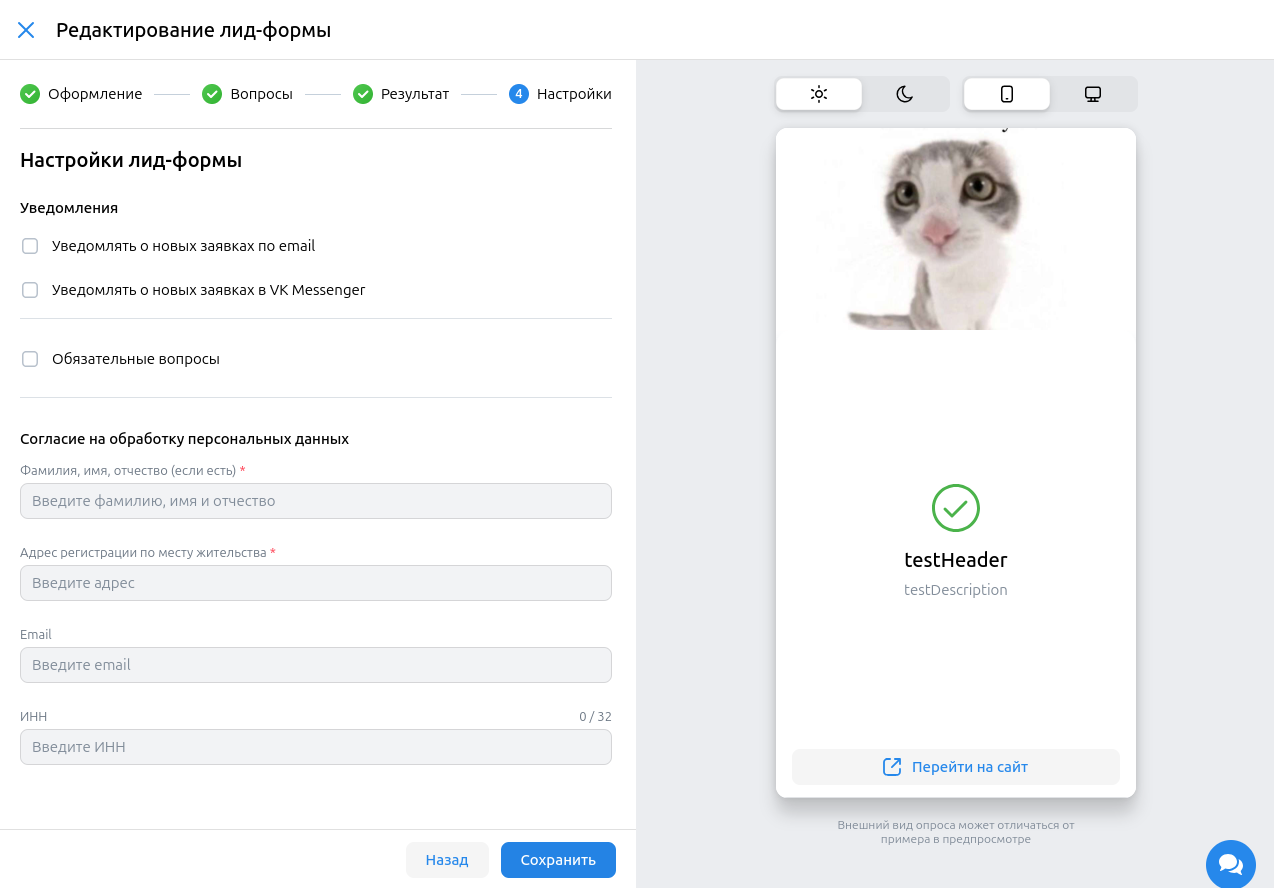 Редактирование лид-формы
Оформление
Вопросы
Результат
4
Настройки
Настройки лид-формы
Уведомления
Уведомлять о новых заявках по email
Уведомлять о новых заявках в VK Messenger
Обязательные вопросы
Согласие на обработку персональных данных
Фамилия, имя, отчество (если есть) *
Введите фамилию, имя и отчество
Адрес регистрации по месту жительства *
Введите адрес
Email
Введите email
ИНН
0 / 32
Введите ИНН
Назад
Сохранить
testHeader
testDescription
Перейти на сайт
Внешний вид опроса может отличаться от
примера в предпросмотре